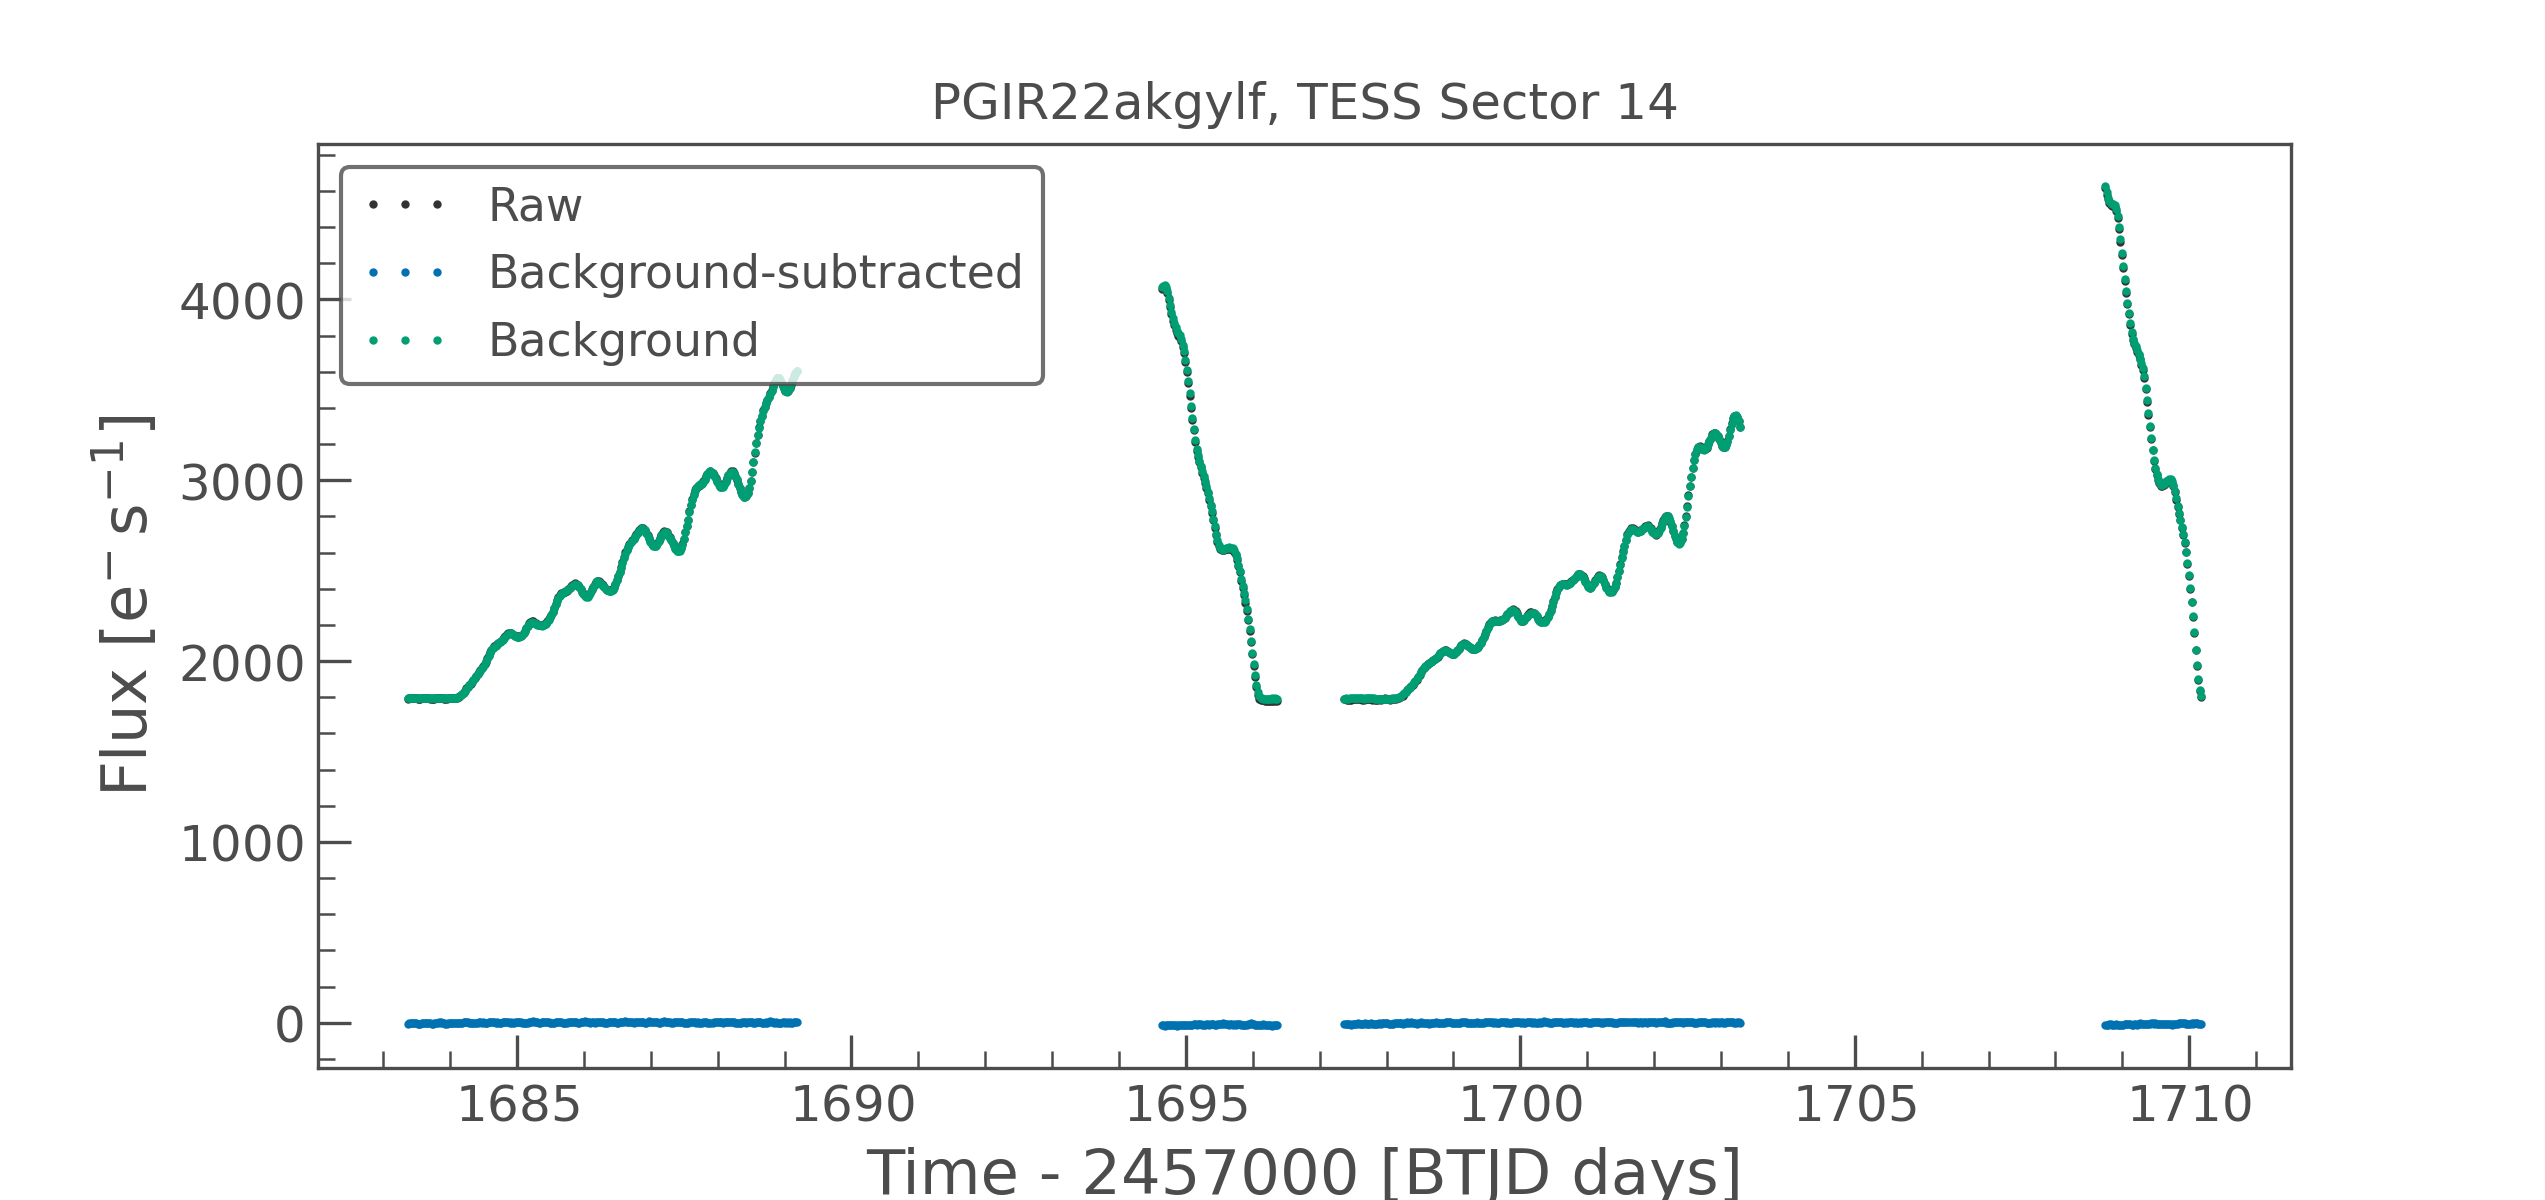 PGIR22akgylf, TESS Sector 14
Raw
Background-subtracted
Background
4000
3000
2000
1000
0
Flux [e⁻ s⁻¹]
1685 1690 1695 1700 1705 1710
Time - 2457000 [BTJD days]